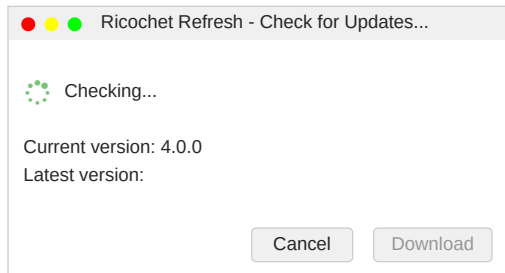 Ricochet Refresh - Check for Updates...
Checking...
Current version: 4.0.0
Latest version:
Cancel
Download